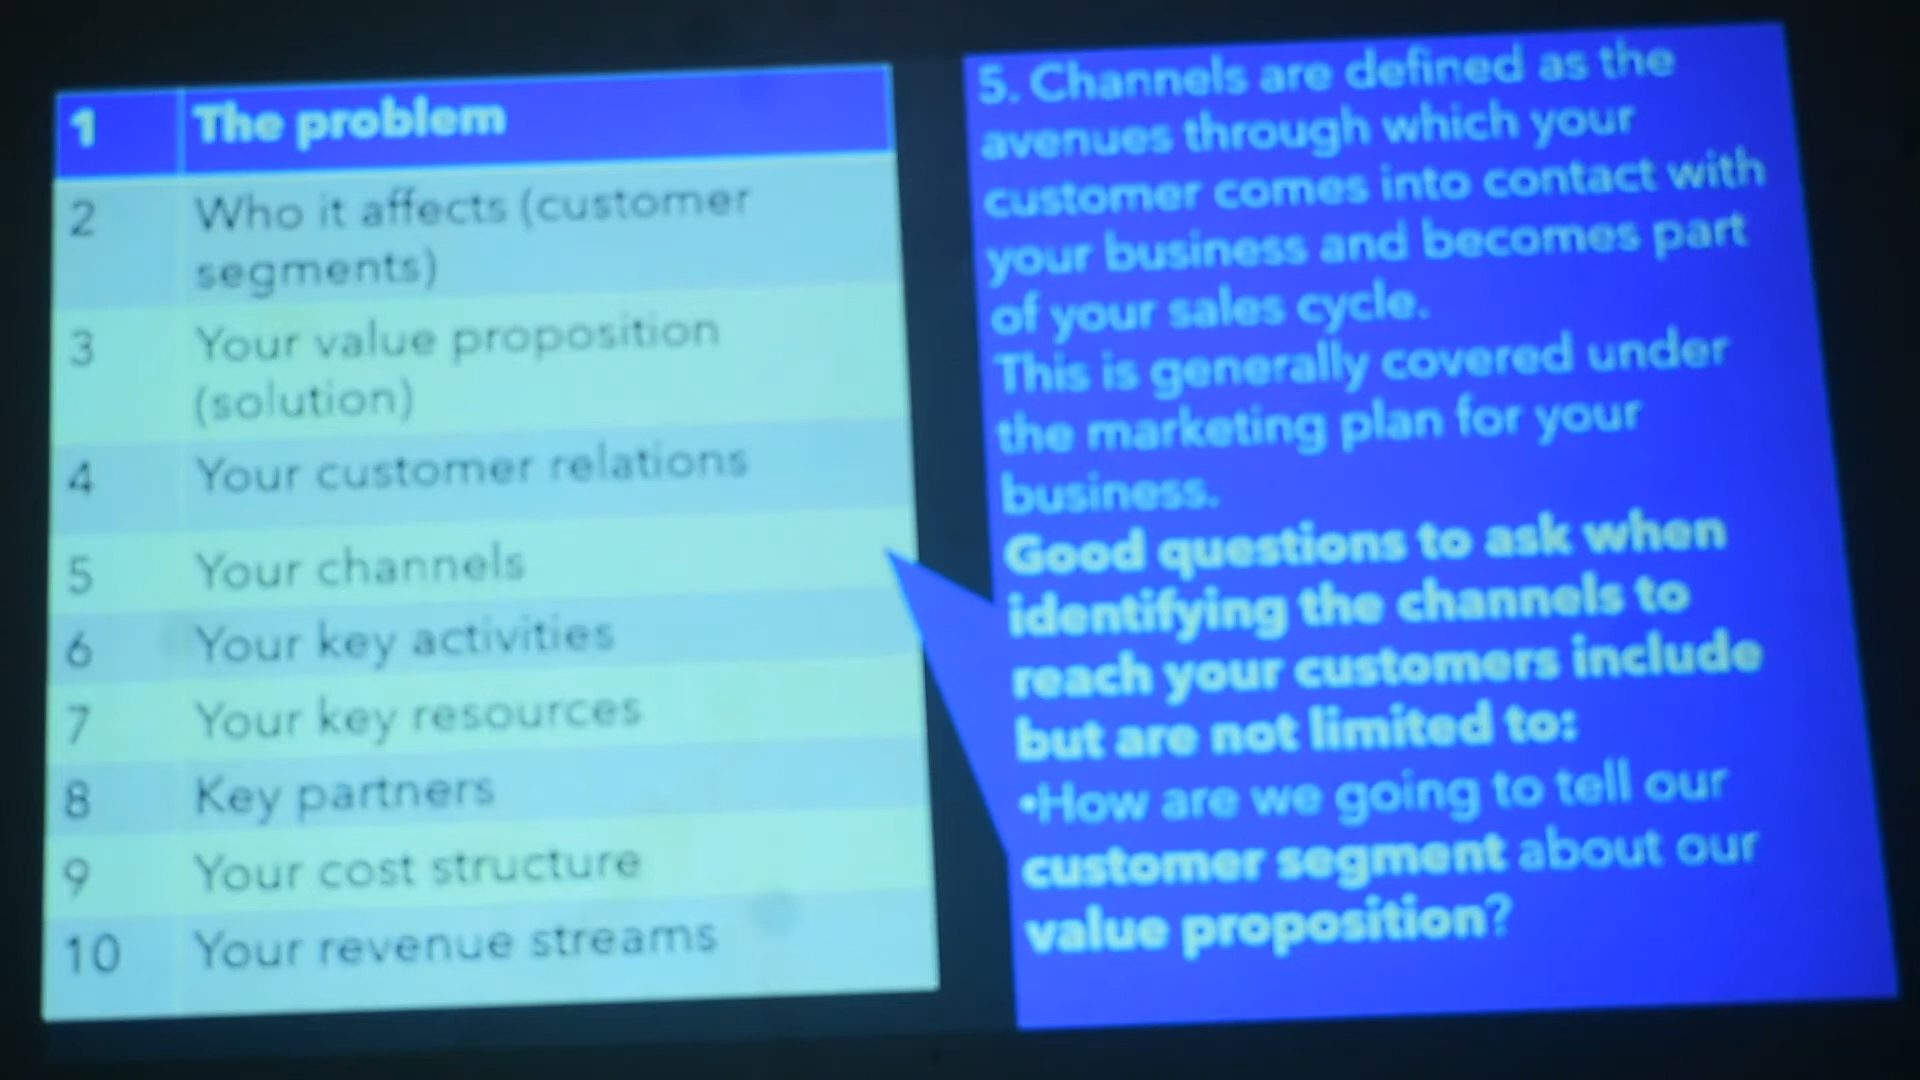 1 The problem
2 Who it affects (customer
segments)
3 Your value proposition
(solution)
4 Your customer relations
5 Your channels
6 Your key activities
7 Your key resources
8 Key partners
9 Your cost structure
10 Your revenue streams
5. Channels are defined as the
avenues through which your
customer comes into contact with
your business and becomes part
of your sales cycle.
This is generally covered under
the marketing plan for your
business.
Good questions to ask when
identifying the channels to
reach your customers include
but are not limited to:
•How are we going to tell our
customer segment about our
value proposition?